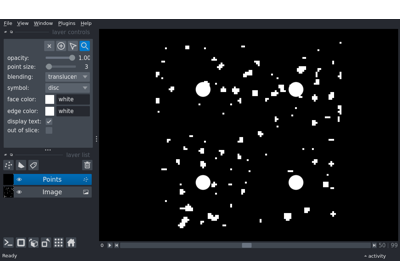 File View Window Plugins Help
layer controls
opacity: 1.00
point size: 3
blending: translucen
symbol: disc
face color: white
edge color: white
display text:
out of slice:
layer list
Points
Image
0 50 99
Ready activity